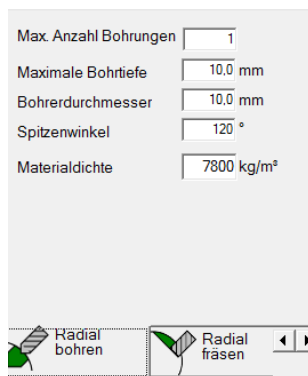 Max. Anzahl Bohrungen 1
Maximale Bohrtiefe 10,0 mm
Bohrerdurchmesser 10,0 mm
Spitzenwinkel 120 °
Materialdichte 7800 kg/m³
Radial bohren
Radial fräsen